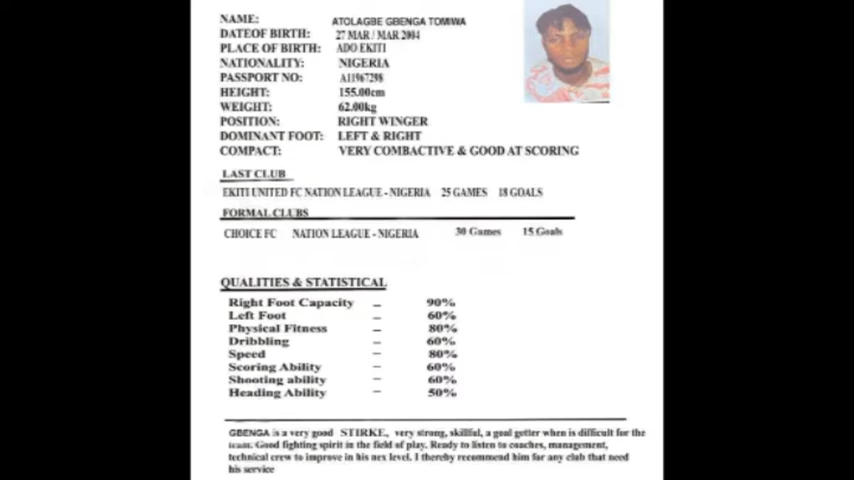 NAME: ATOLAGBE GBENGA TOMIWA
DATEOF BIRTH: 27 MAR / MAR 2004
PLACE OF BIRTH: ADO EKITI
NATIONALITY: NIGERIA
PASSPORT NO: A11967298
HEIGHT: 155.00cm
WEIGHT: 62.00kg
POSITION: RIGHT WINGER
DOMINANT FOOT: LEFT & RIGHT
COMPACT: VERY COMBACTIVE & GOOD AT SCORING
LAST CLUB
EKITI UNITED FC NATION LEAGUE - NIGERIA 25 GAMES 18 GOALS
FORMAL CLUBS
CHOICE FC NATION LEAGUE - NIGERIA 30 Games 15 Goals
QUALITIES & STATISTICAL
Right Foot Capacity – 90%
Left Foot – 60%
Physical Fitness – 80%
Dribbling – 60%
Speed – 80%
Scoring Ability – 60%
Shooting ability – 60%
Heading Ability – 50%
GBENGA is a very good STIRKE, very strong, skillful, a goal getter when is difficult for the
team. Good fighting spirit in the field of play. Ready to listen to coaches, management,
technical crew to improve in his nex level. I thereby recommend him for any club that need
his service